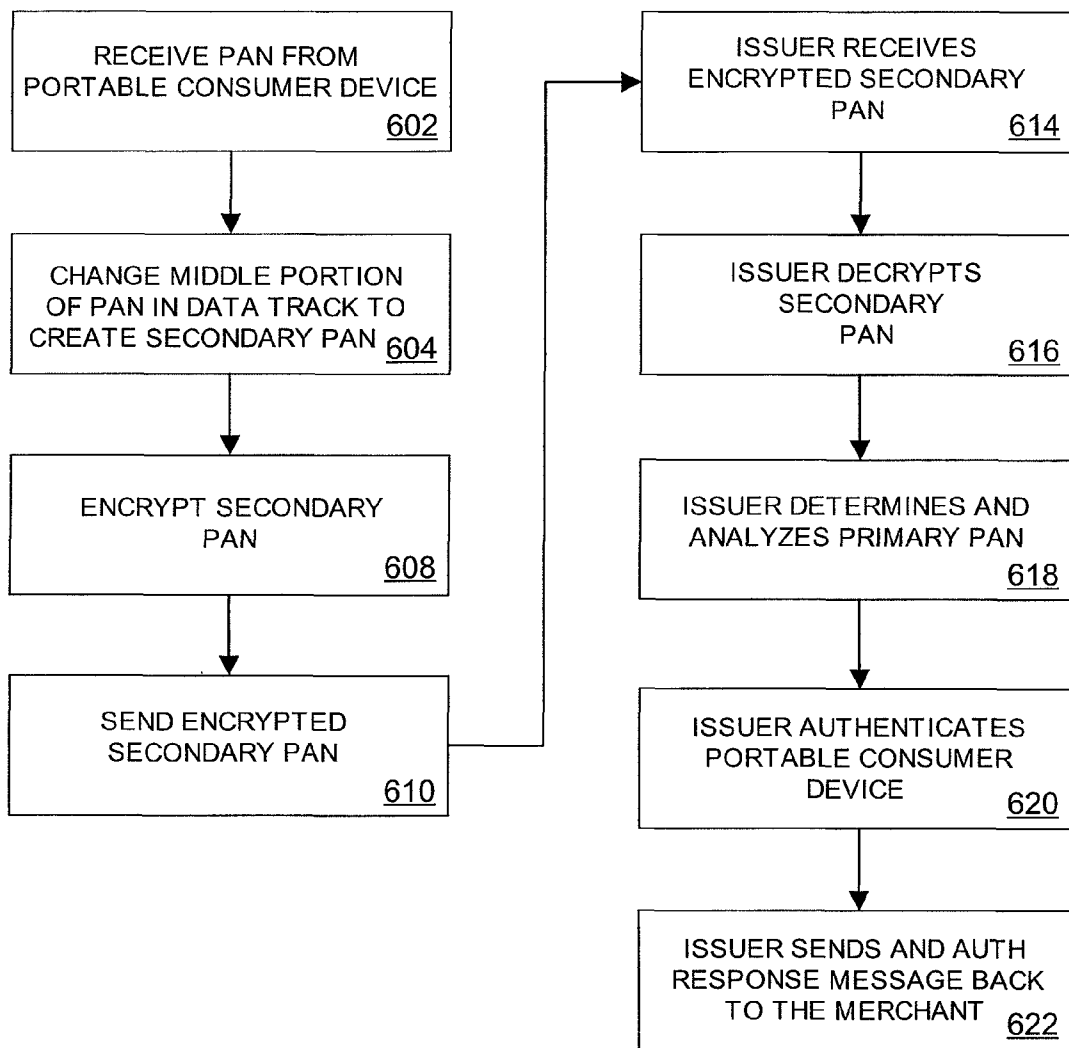 RECEIVE PAN FROM
PORTABLE CONSUMER DEVICE
602
CHANGE MIDDLE PORTION
OF PAN IN DATA TRACK TO
CREATE SECONDARY PAN 604
ENCRYPT SECONDARY
PAN
608
SEND ENCRYPTED
SECONDARY PAN
610
ISSUER RECEIVES
ENCRYPTED SECONDARY
PAN
614
ISSUER DECRYPTS
SECONDARY
PAN
616
ISSUER DETERMINES AND
ANALYZES PRIMARY PAN
618
ISSUER AUTHENTICATES
PORTABLE CONSUMER
DEVICE
620
ISSUER SENDS AND AUTH
RESPONSE MESSAGE BACK
TO THE MERCHANT 622